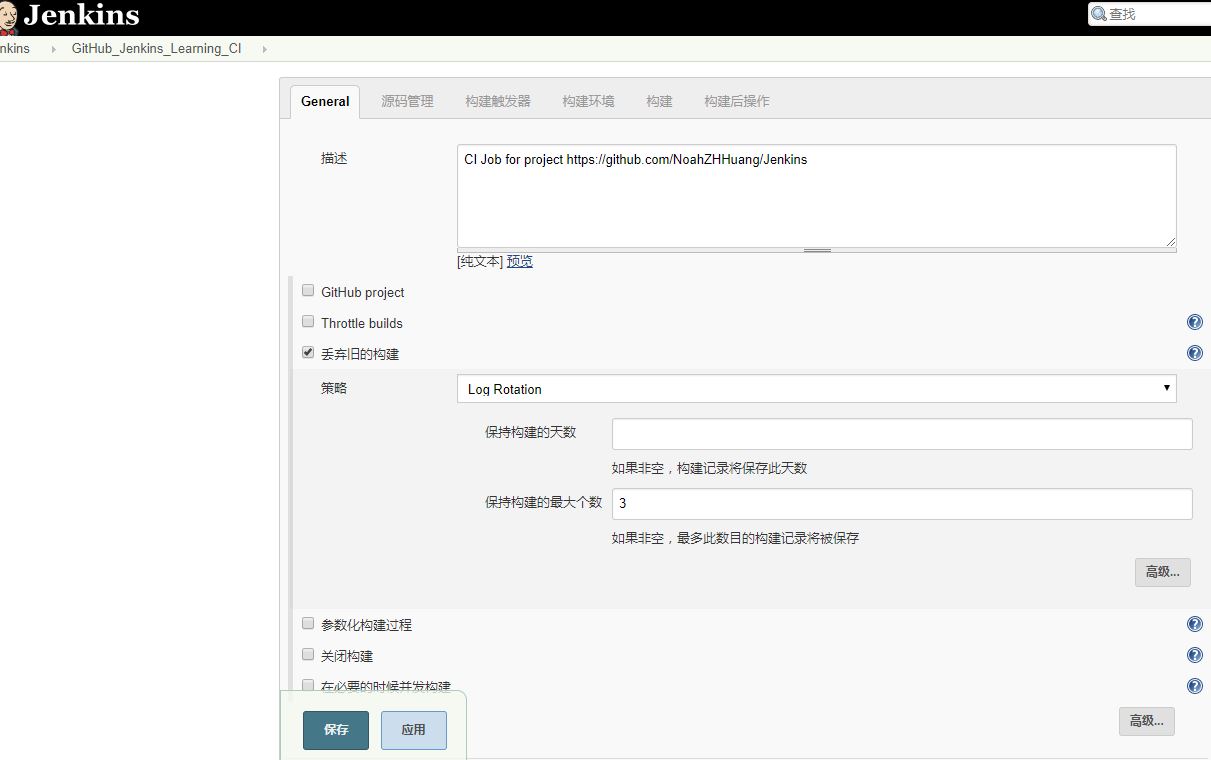 Jenkins
查找
nkins
GitHub_Jenkins_Learning_CI
General 源码管理 构建触发器 构建环境 构建 构建后操作
描述
CI Job for project https://github.com/NoahZHHuang/Jenkins
[纯文本] 预览
GitHub project
Throttle builds
丢弃旧的构建
策略
Log Rotation
保持构建的天数
如果非空，构建记录将保存此天数
保持构建的最大个数
3
如果非空，最多此数目的构建记录将被保存
高级...
参数化构建过程
关闭构建
在必要的时候并发构建
高级...
保存 应用